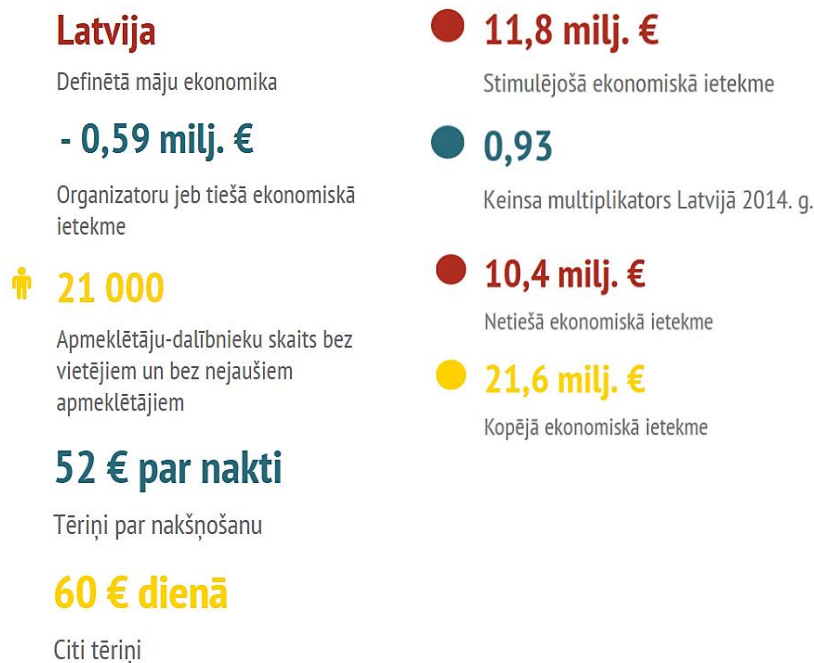 Latvija
Definētā māju ekonomika
- 0,59 milj. €
Organizatoru jeb tiešā ekonomiskā
ietekme
21 000
Apmeklētāju-dalībnieku skaits bez
vietējiem un bez nejaušiem
apmeklētājiem
52 € par nakti
Tēriņi par nakšņošanu
60 € dienā
Citi tēriņi
11,8 milj. €
Stimulējošā ekonomiskā ietekme
0,93
Keinsa multiplikators Latvijā 2014. g.
10,4 milj. €
Netiešā ekonomiskā ietekme
21,6 milj. €
Kopējā ekonomiskā ietekme